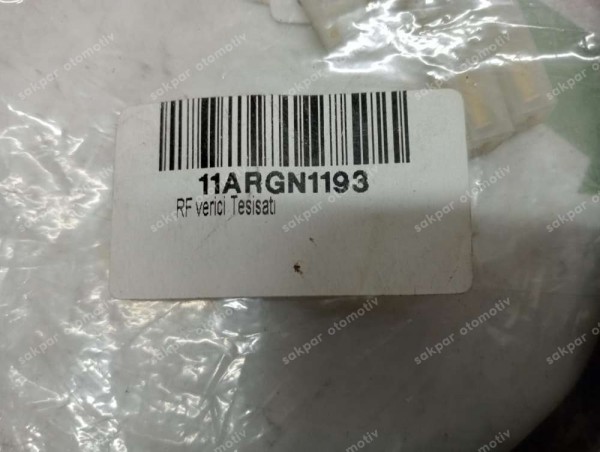 11ARGN1193
RF verici Tesisatı
sakpar otomotiv